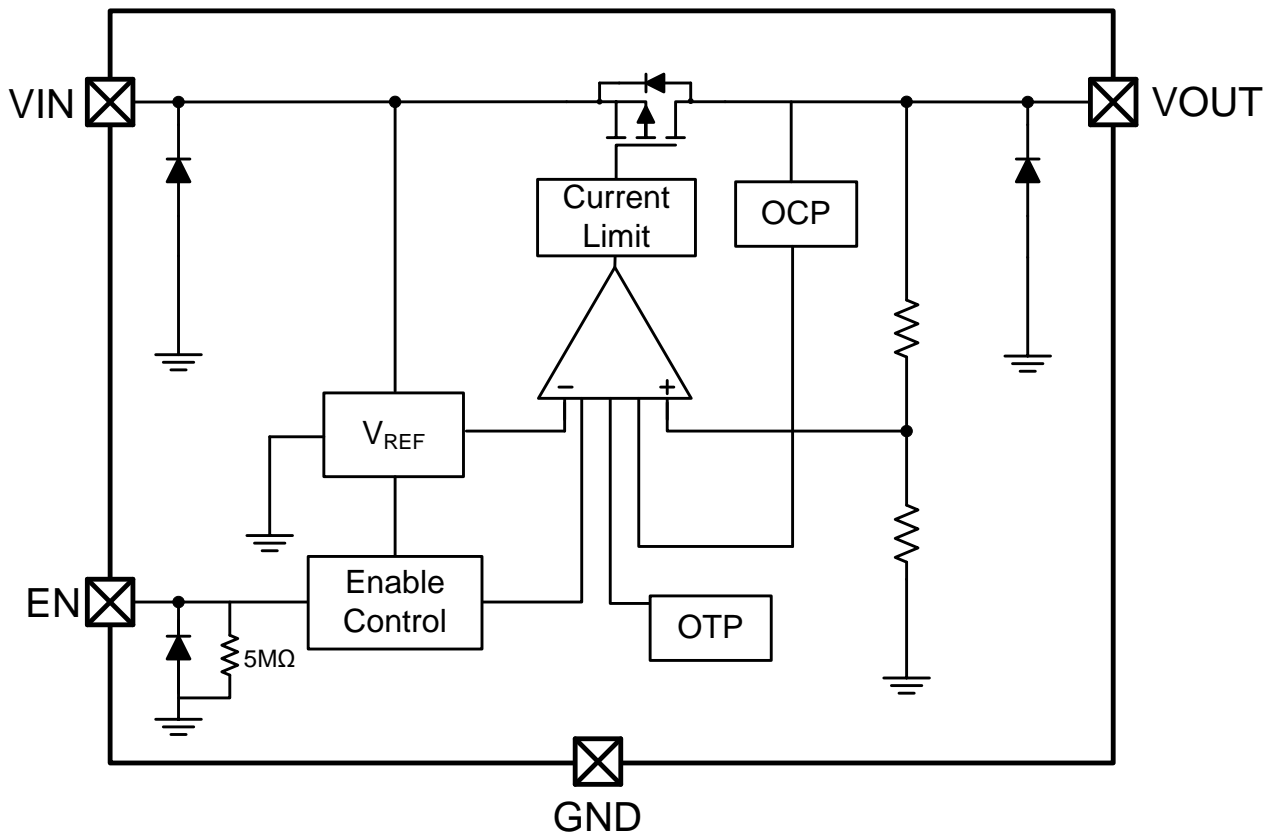 VIN
VOUT
Current
Limit
OCP
−
+
VREF
EN
Enable
Control
5MΩ
OTP
GND